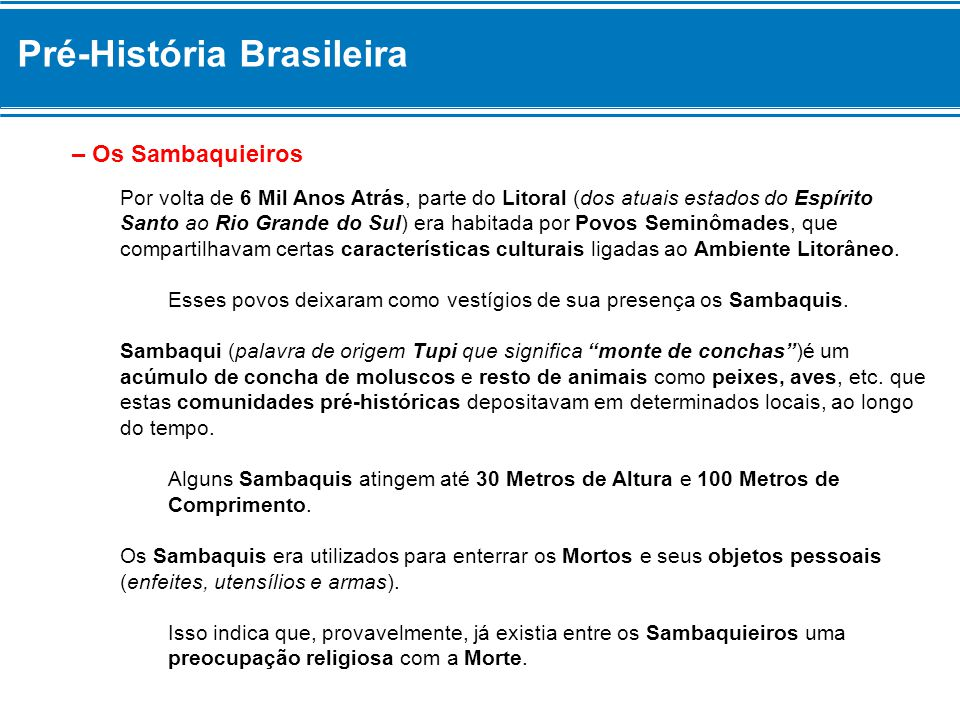 Pré-História Brasileira
– Os Sambaquieiros
Por volta de 6 Mil Anos Atrás, parte do Litoral (dos atuais estados do Espírito
Santo ao Rio Grande do Sul) era habitada por Povos Seminômades, que
compartilhavam certas características culturais ligadas ao Ambiente Litorâneo.
Esses povos deixaram como vestígios de sua presença os Sambaquis.
Sambaqui (palavra de origem Tupi que significa “monte de conchas”)é um
acúmulo de concha de moluscos e resto de animais como peixes, aves, etc. que
estas comunidades pré-históricas depositavam em determinados locais, ao longo
do tempo.
Alguns Sambaquis atingem até 30 Metros de Altura e 100 Metros de
Comprimento.
Os Sambaquis era utilizados para enterrar os Mortos e seus objetos pessoais
(enfeites, utensílios e armas).
Isso indica que, provavelmente, já existia entre os Sambaquieiros uma
preocupação religiosa com a Morte.